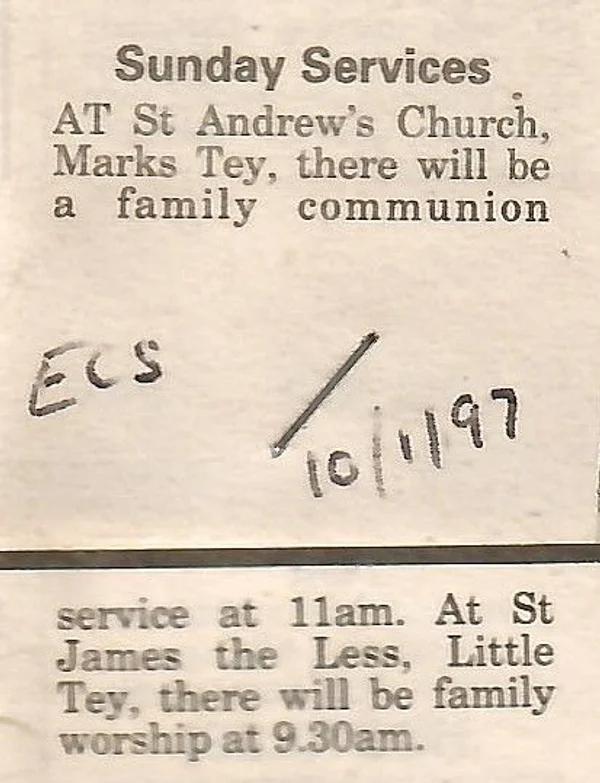 Sunday Services
AT St Andrew's Church,
Marks Tey, there will be
a family communion
ECS
/
10/1/97
service at 11am. At St
James the Less, Little
Tey, there will be family
worship at 9.30am.